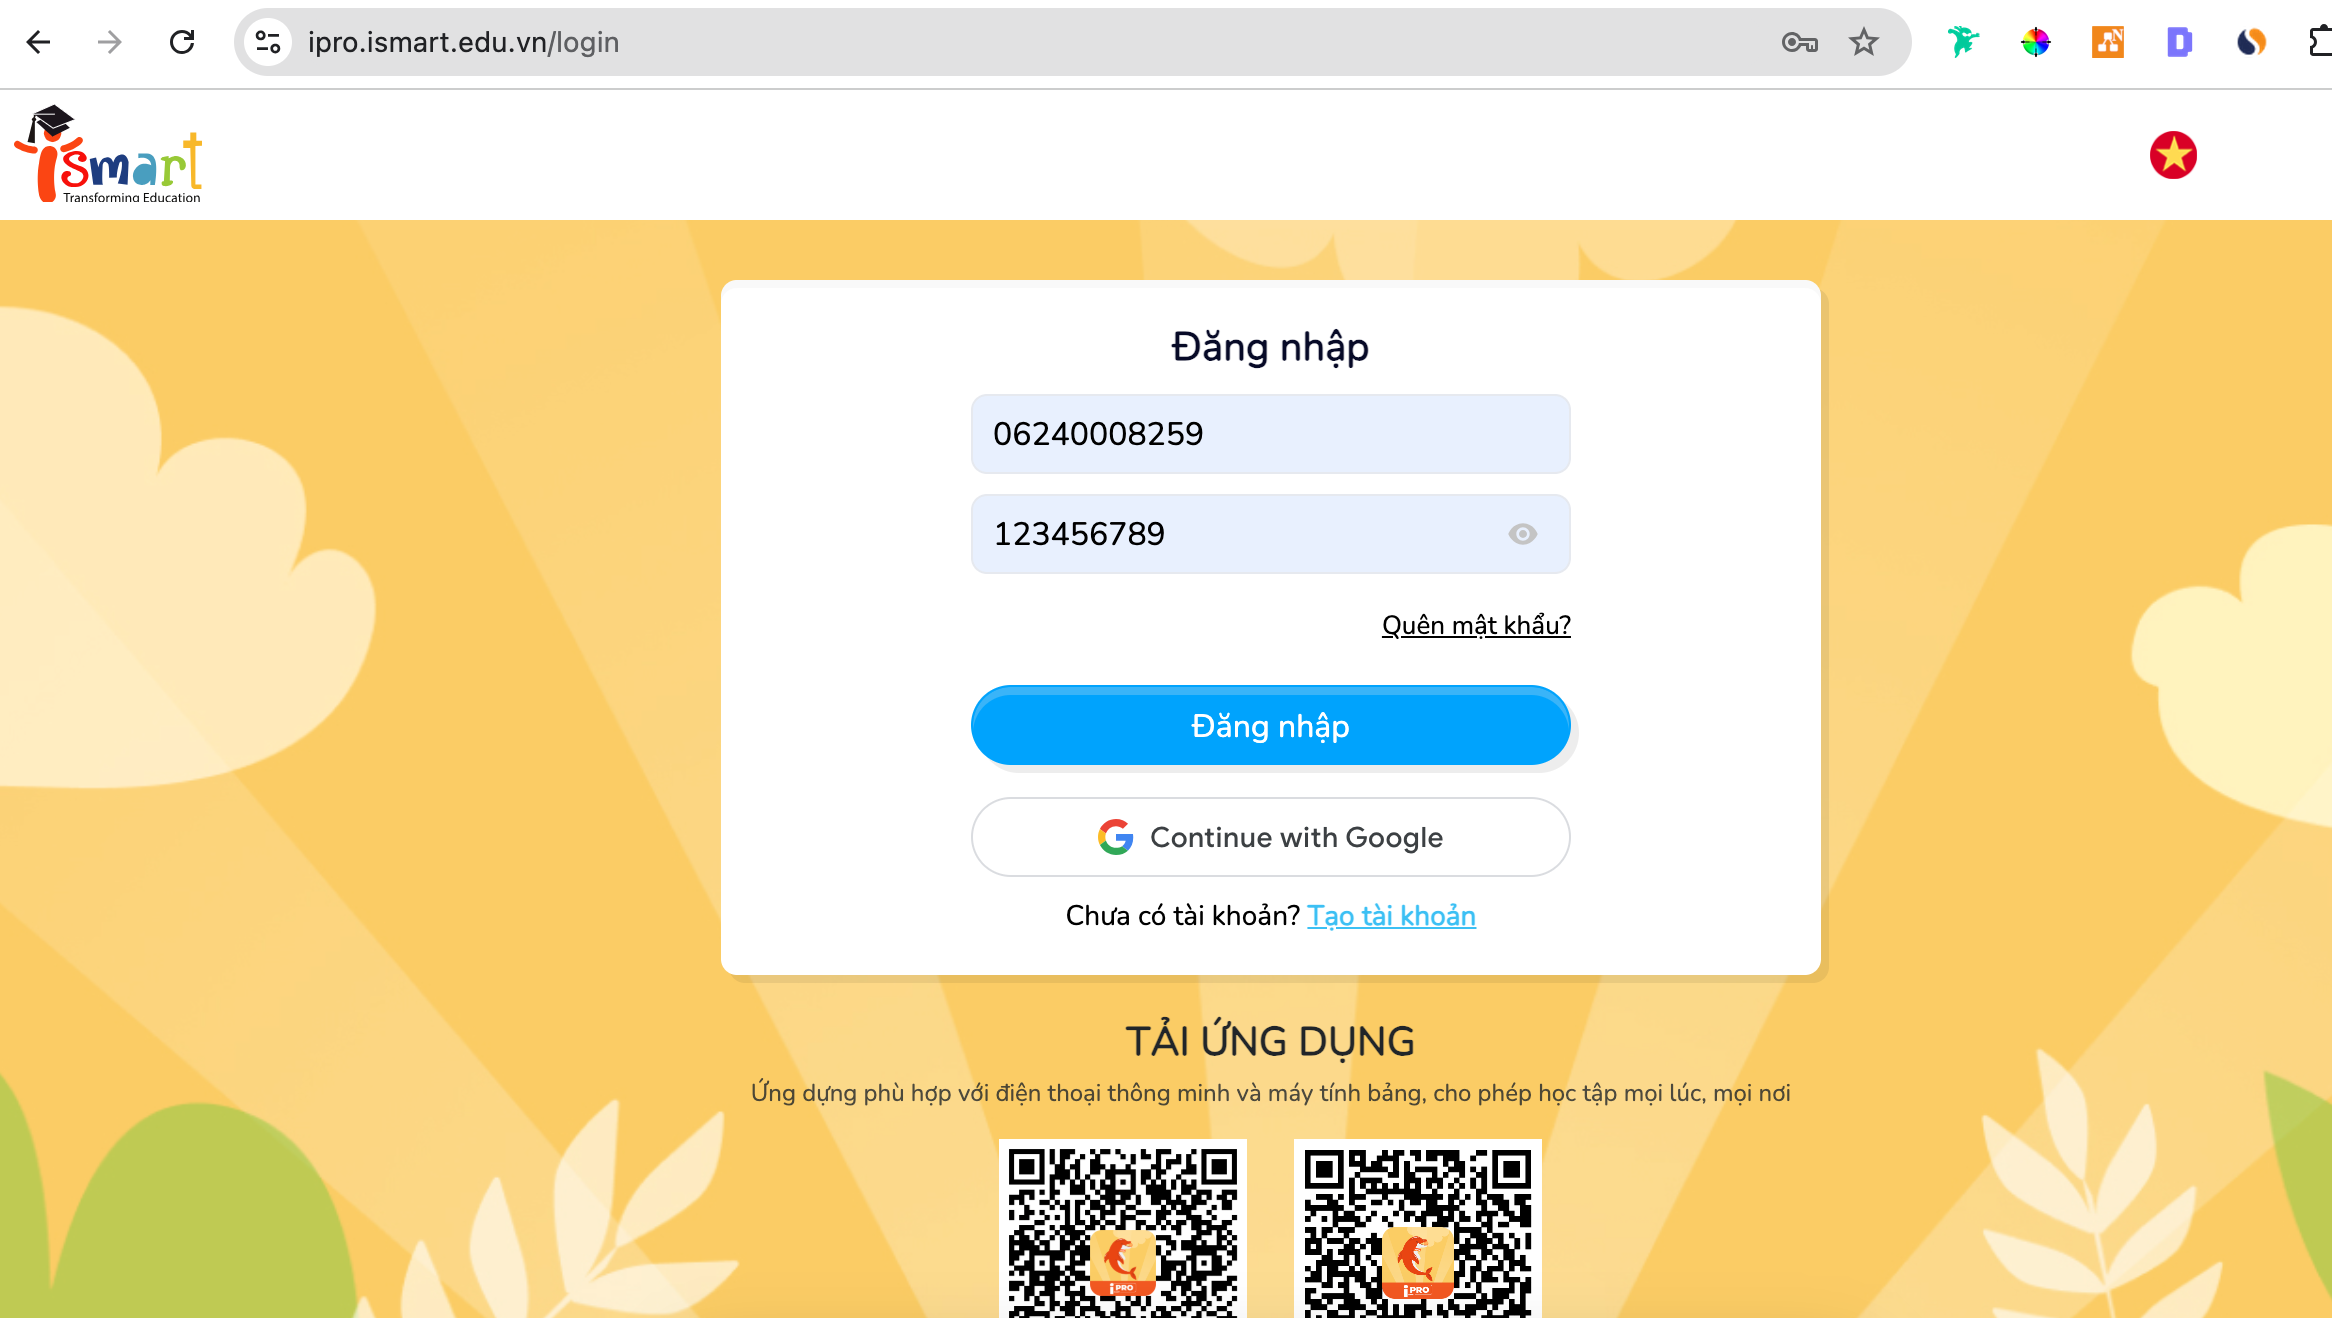 ipro.ismart.edu.vn/login
ismart
Transforming Education
Đăng nhập
06240008259
123456789
Quên mật khẩu?
Đăng nhập
Continue with Google
Chưa có tài khoản? Tạo tài khoản
TẢI ỨNG DỤNG
Ứng dụng phù hợp với điện thoại thông minh và máy tính bảng, cho phép học tập mọi lúc, mọi nơi
iPRO
iPRO